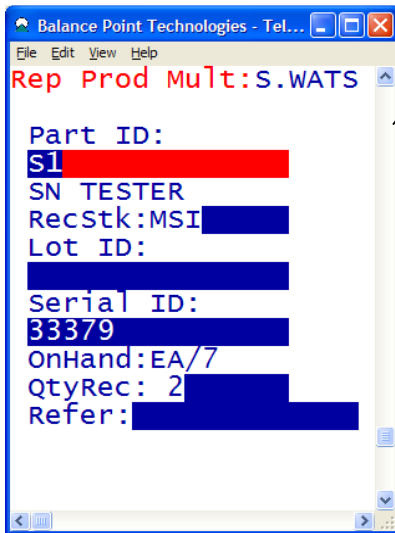 Balance Point Technologies - Tel...
File Edit View Help
Rep Prod Mult:S.WATS
Part ID:
s1
SN TESTER
RecStk:MSI
Lot ID:
Serial ID:
33379
OnHand:EA/7
QtyRec: 2
Refer: